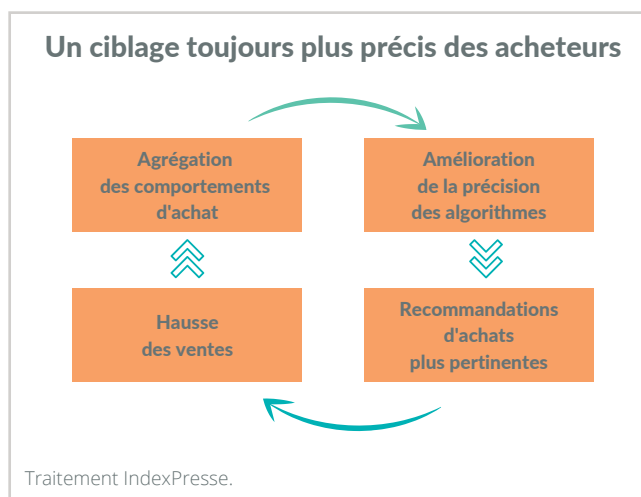 Un ciblage toujours plus précis des acheteurs
Agrégation
des comportements
d'achat
Amélioration
de la précision
des algorithmes
Hausse
des ventes
Recommandations
d'achats
plus pertinentes
Traitement IndexPresse.